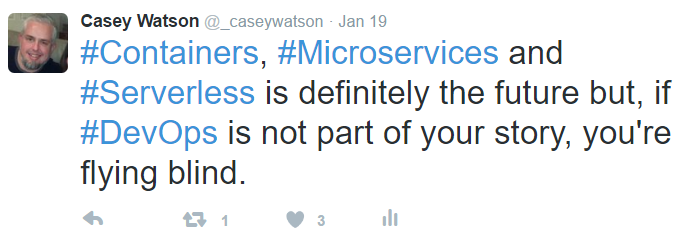 Casey Watson @_caseywatson · Jan 19
#Containers, #Microservices and
#Serverless is definitely the future but, if
#DevOps is not part of your story, you're
flying blind.
1 3